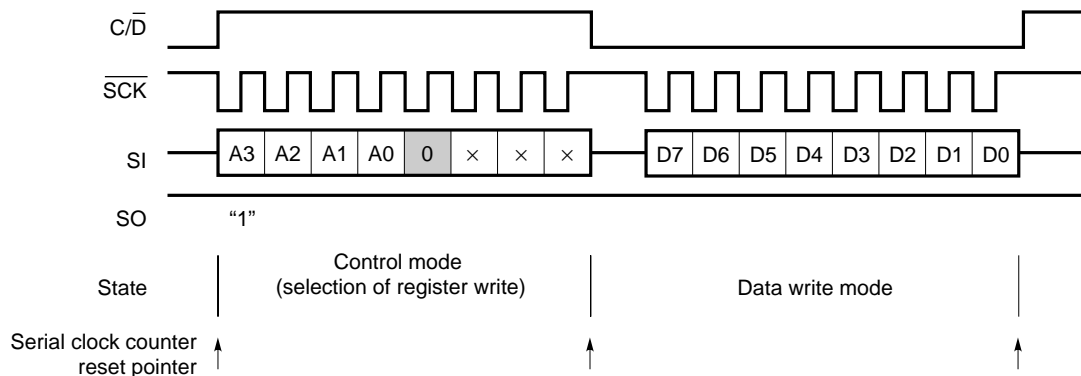 C/D̅
S̅C̅K̅
SI A3 A2 A1 A0 0 × × × D7 D6 D5 D4 D3 D2 D1 D0
SO “1”
State
Control mode
(selection of register write)
Data write mode
Serial clock counter
reset pointer